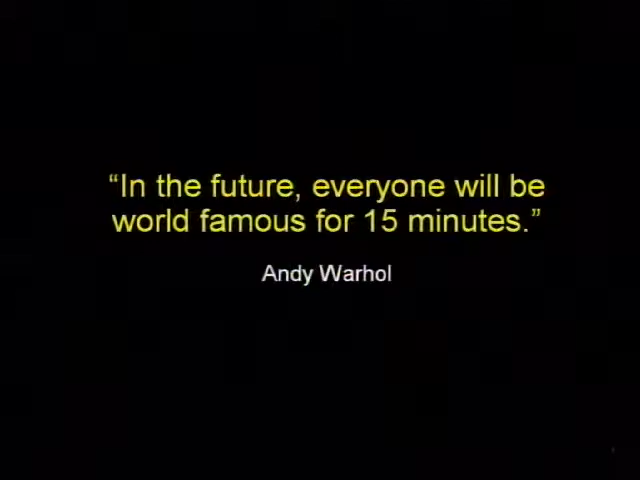 “In the future, everyone will be
world famous for 15 minutes.”
Andy Warhol